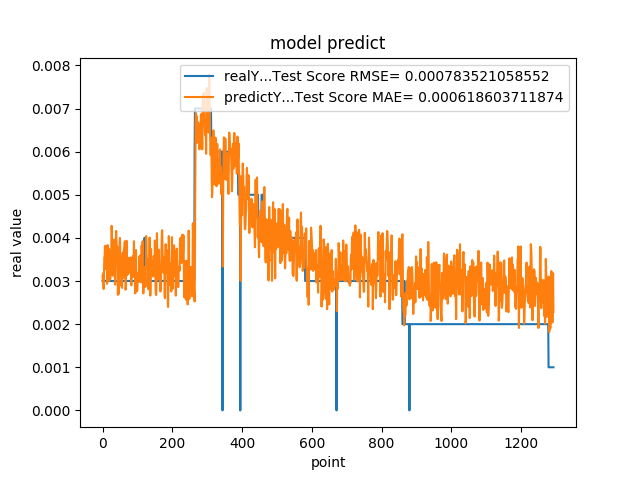 model predict
realY...Test Score RMSE= 0.000783521058552
predictY...Test Score MAE= 0.000618603711874
0.008
0.007
0.006
0.005
0.004
0.003
0.002
0.001
0.000
real value
0 200 400 600 800 1000 1200
point